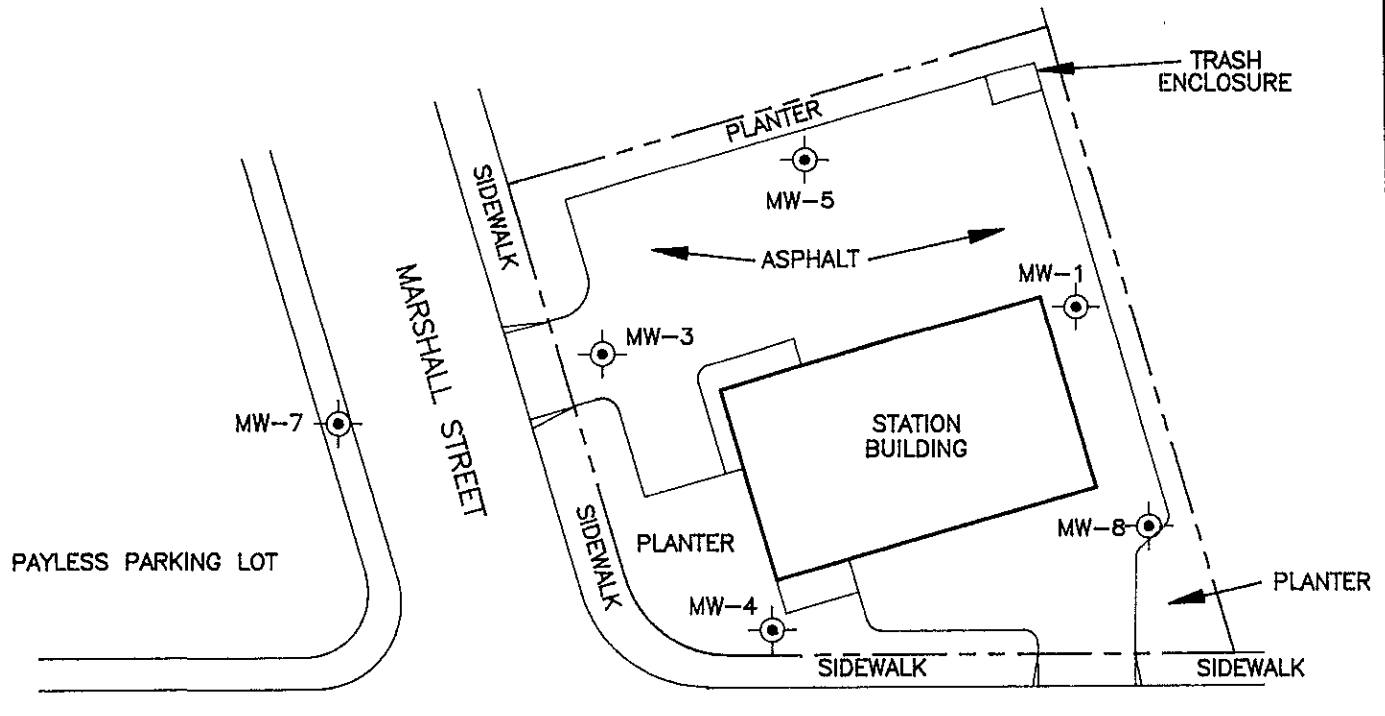 TRASH
ENCLOSURE
PLANTER
SIDEWALK
MW-5
ASPHALT
MW-1
MARSHALL STREET
MW-3
MW-7
STATION
BUILDING
SIDEWALK
PLANTER
MW-8
PAYLESS PARKING LOT
PLANTER
MW-4
SIDEWALK
SIDEWALK